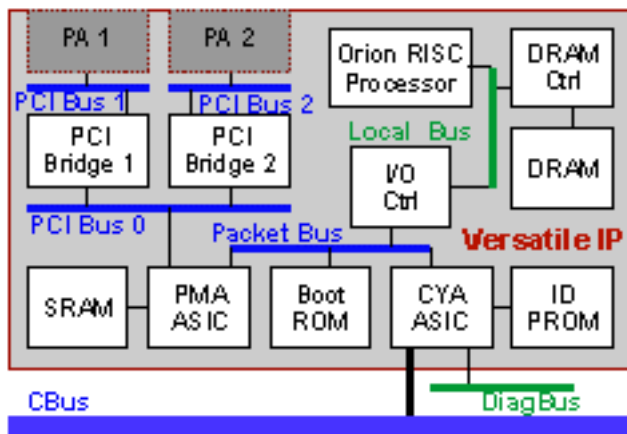 PA 1
PA 2
Orion RISC
Processor
DRAM
Ctrl
PCI Bus 1
PCI Bus 2
PCI
Bridge 1
PCI
Bridge 2
Local Bus
I/O
Ctrl
DRAM
PCI Bus 0
Packet Bus
Versatile IP
SRAM
PMA
ASIC
Boot
ROM
CYA
ASIC
ID
PROM
CBus
DiagBus